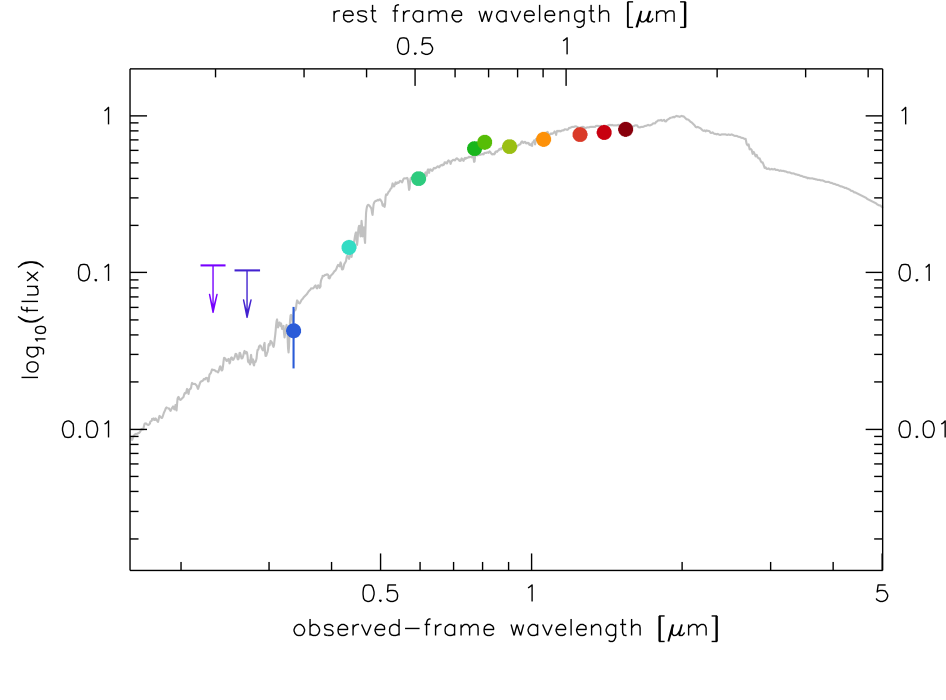 rest frame wavelength [μm]
0.5 1
1 1
0.1 0.1
log10(flux)
0.01 0.01
0.5 1 5
observed-frame wavelength [μm]